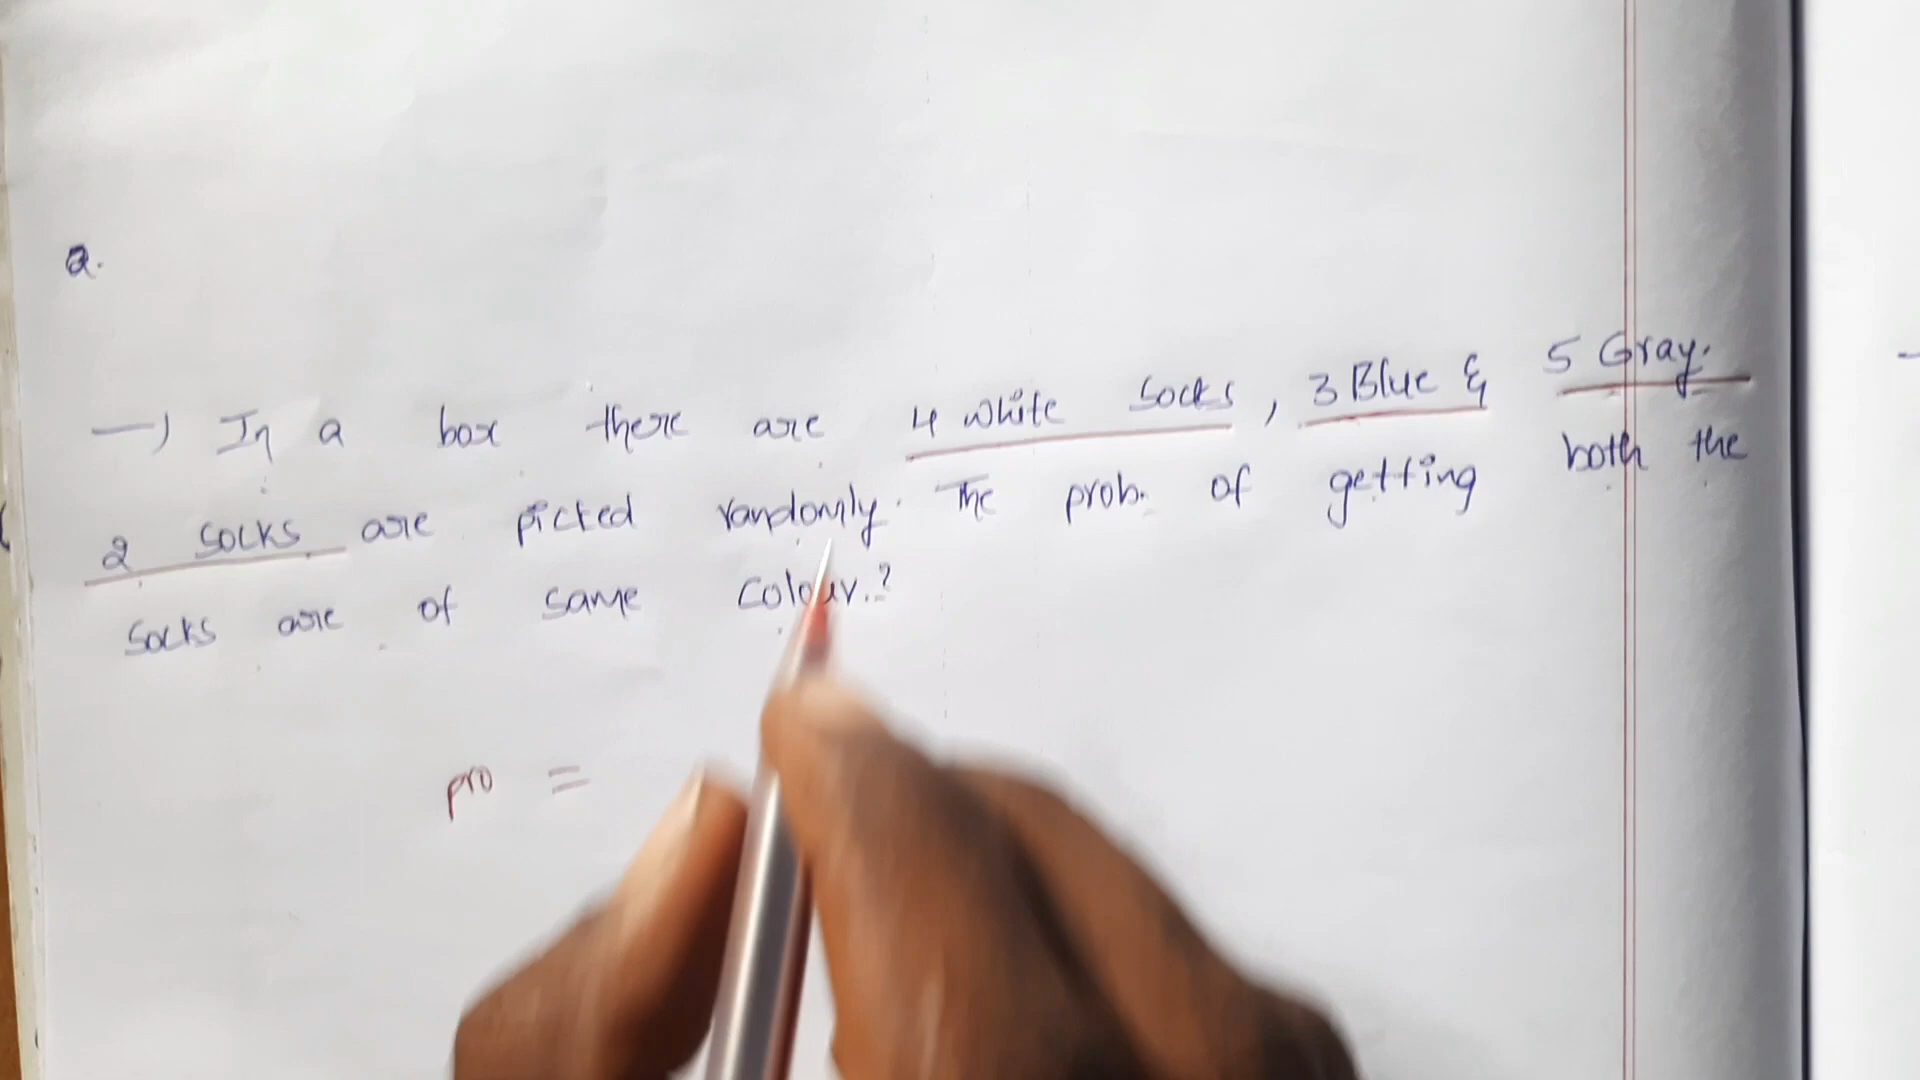 Q.
—) In a box there are 4 white socks, 3 Blue & 5 Gray.
2 socks are picked randomly. The prob. of getting both the
socks are of same colour.?
pro =